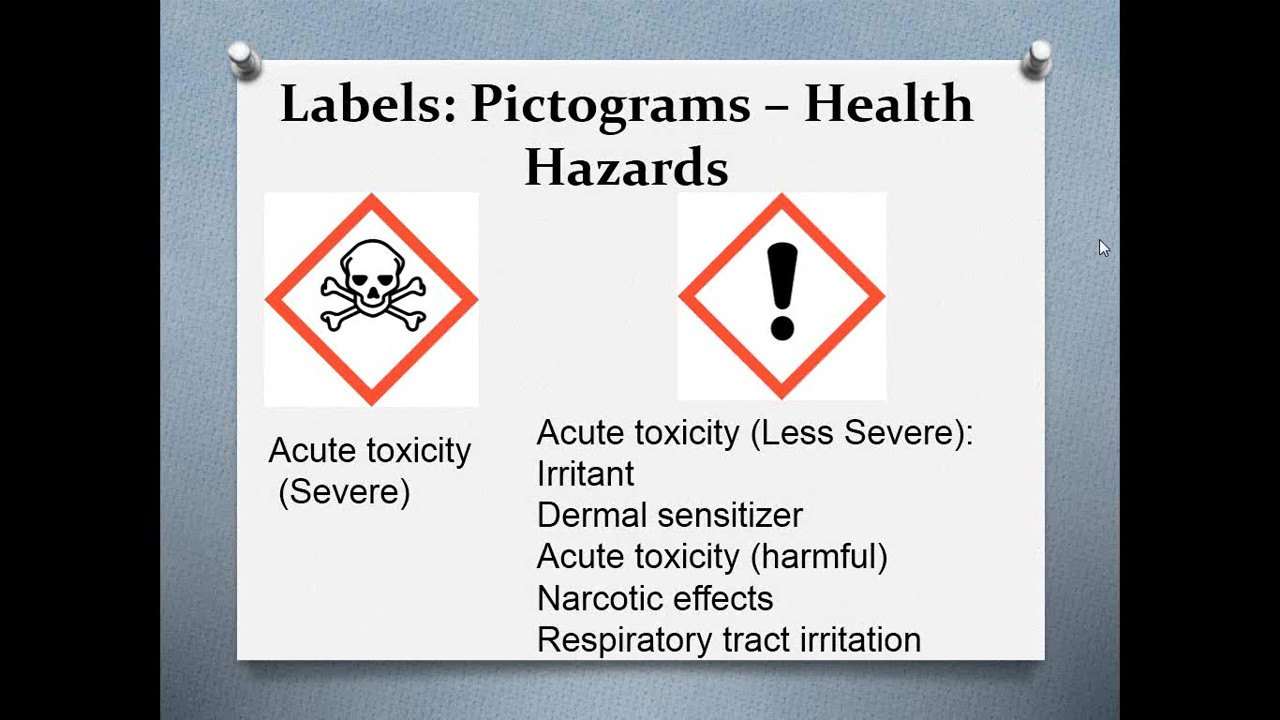 Labels: Pictograms – Health
Hazards
Acute toxicity
(Severe)
Acute toxicity (Less Severe):
Irritant
Dermal sensitizer
Acute toxicity (harmful)
Narcotic effects
Respiratory tract irritation